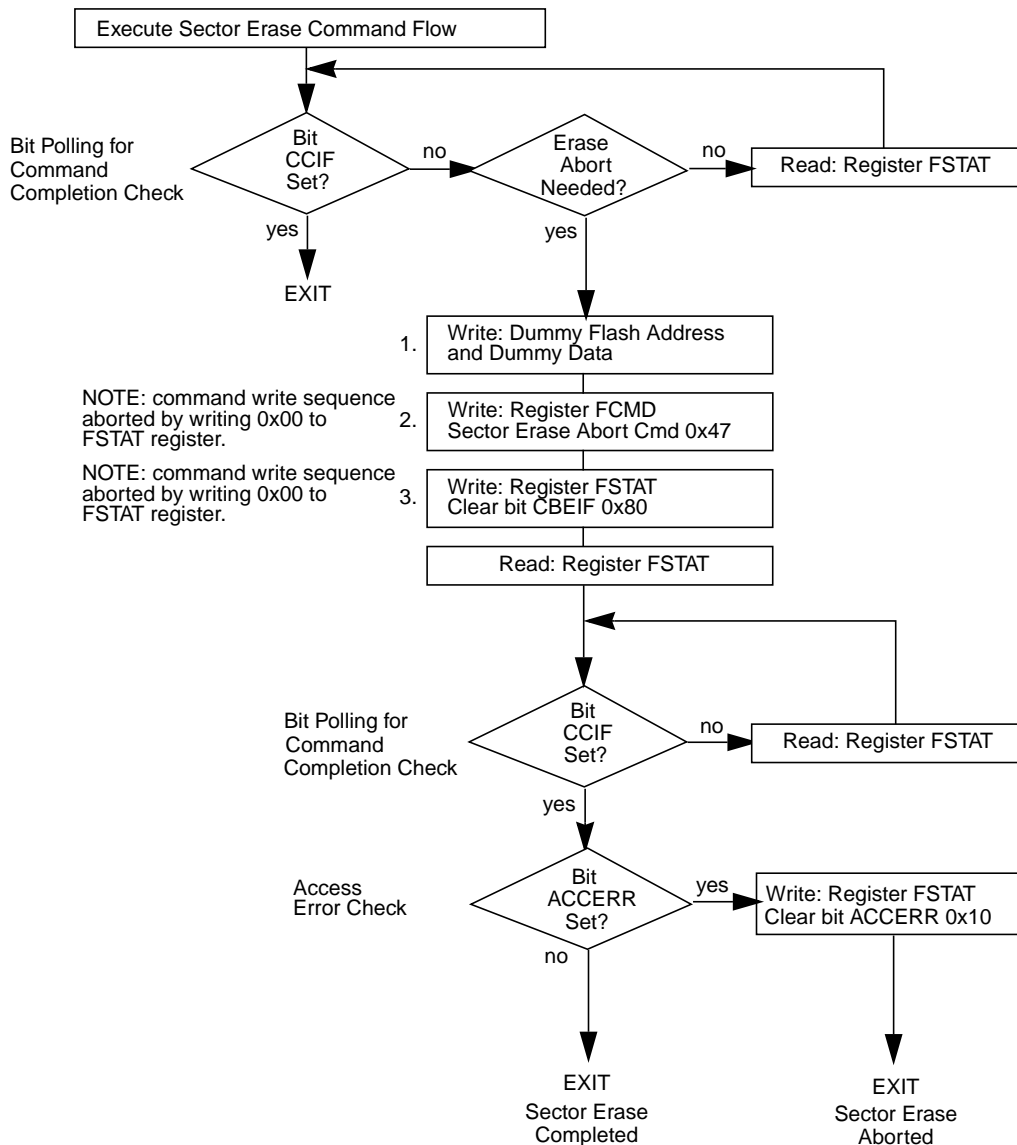 Execute Sector Erase Command Flow
Bit Polling for
Command
Completion Check
Bit
CCIF
Set?
no
Erase
Abort
Needed?
no
Read: Register FSTAT
yes
EXIT
yes
1.
Write: Dummy Flash Address
and Dummy Data
NOTE: command write sequence
aborted by writing 0x00 to
FSTAT register.
2.
Write: Register FCMD
Sector Erase Abort Cmd 0x47
NOTE: command write sequence
aborted by writing 0x00 to
FSTAT register.
3.
Write: Register FSTAT
Clear bit CBEIF 0x80
Read: Register FSTAT
Bit Polling for
Command
Completion Check
Bit
CCIF
Set?
no
Read: Register FSTAT
yes
Access
Error Check
Bit
ACCERR
Set?
yes
Write: Register FSTAT
Clear bit ACCERR 0x10
no
EXIT
Sector Erase
Completed
EXIT
Sector Erase
Aborted